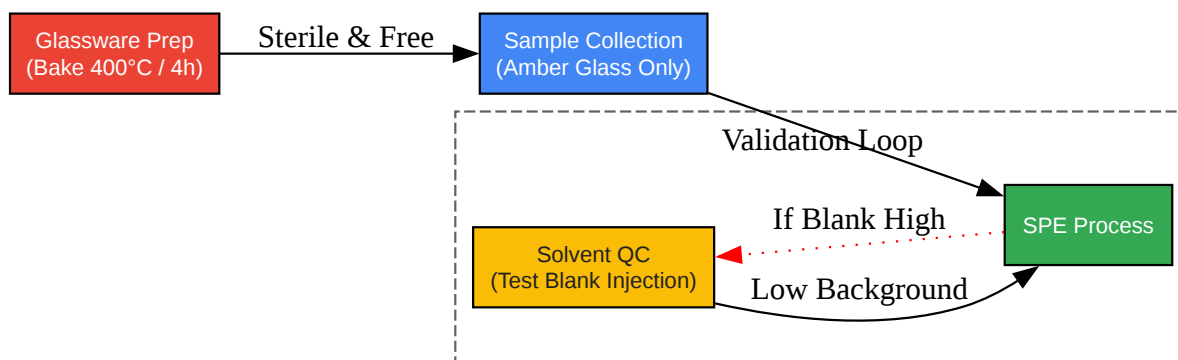 Glassware Prep
(Bake 400°C / 4h)
Sterile & Free
Sample Collection
(Amber Glass Only)
Validation Loop
If Blank High
SPE Process
Solvent QC
(Test Blank Injection)
Low Background